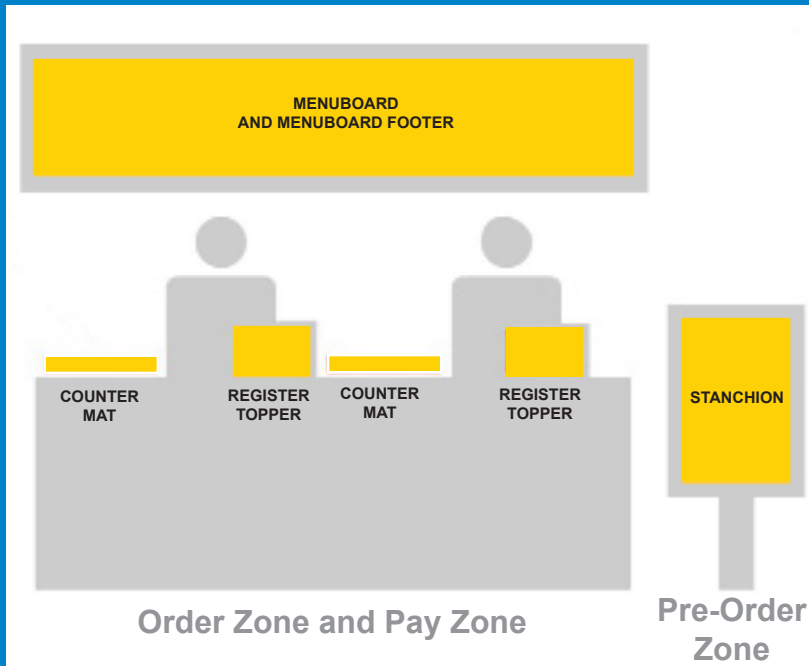 MENUBOARD
AND MENUBOARD FOOTER
COUNTER
MAT
REGISTER
TOPPER
COUNTER
MAT
REGISTER
TOPPER
STANCHION
Order Zone and Pay Zone
Pre-Order
Zone